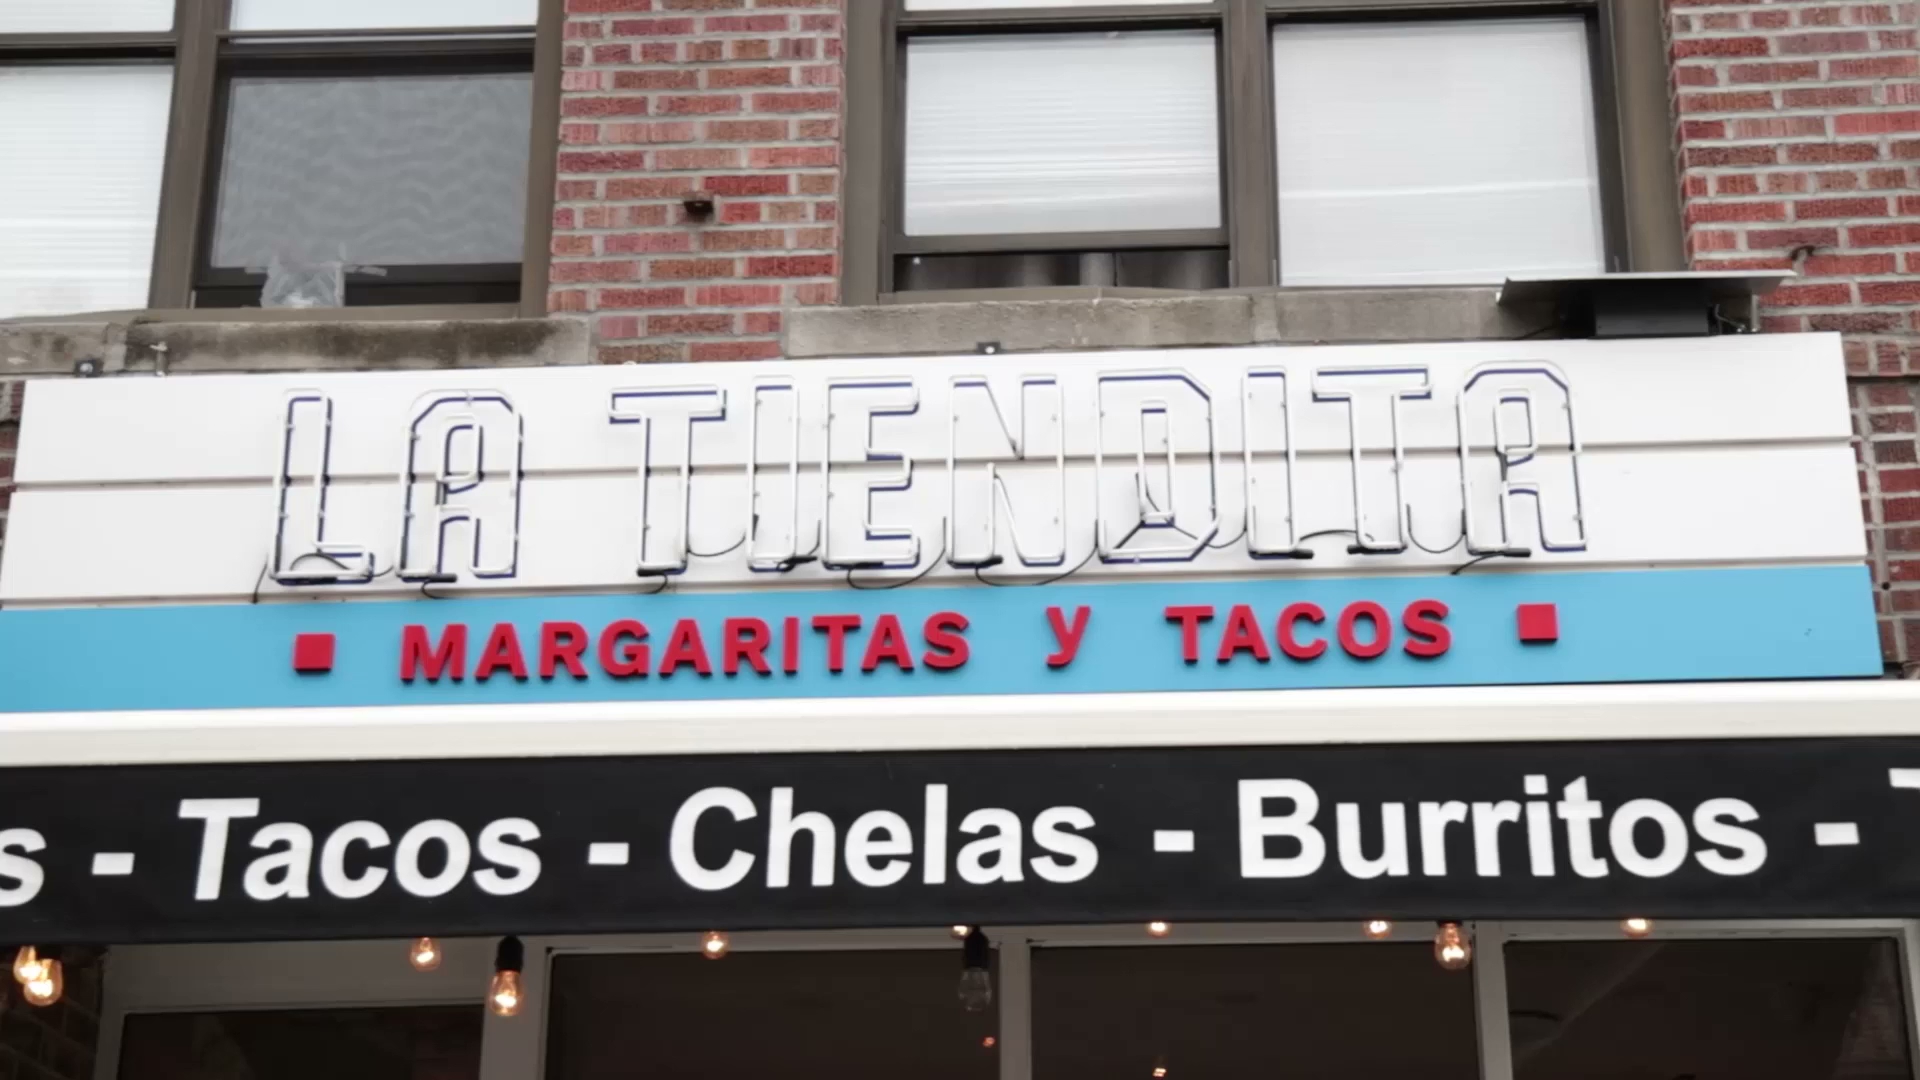 LA TIENDITA
MARGARITAS y TACOS
- Tacos - Chelas - Burritos -